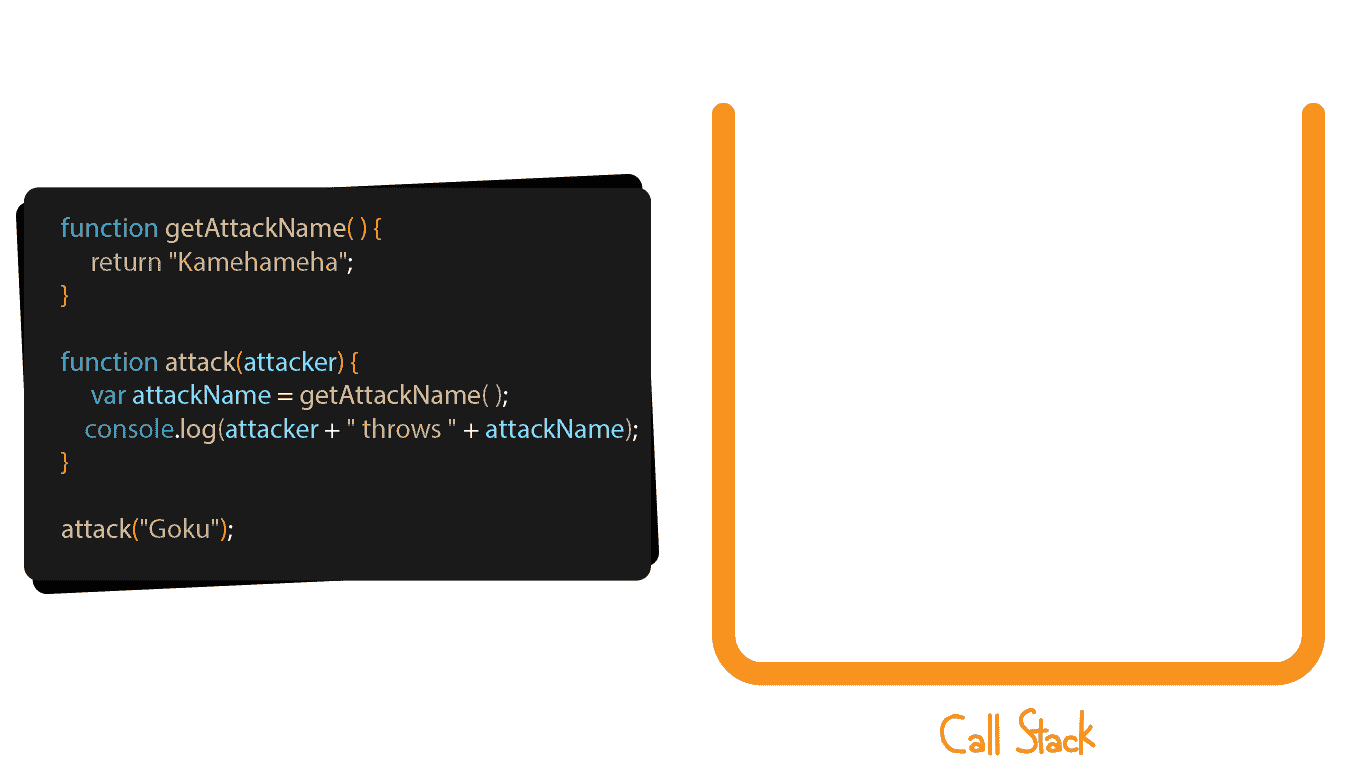 function getAttackName( ) {
return "Kamehameha";
}
function attack(attacker) {
var attackName = getAttackName( );
console.log(attacker + " throws " + attackName);
}
attack("Goku");
Call Stack